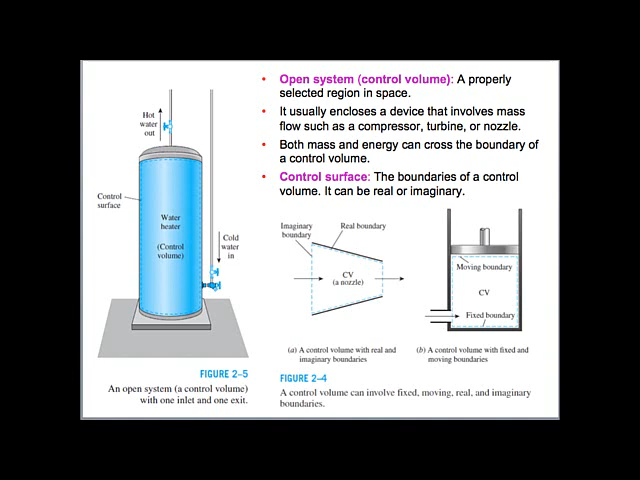 • Open system (control volume): A properly
selected region in space.
• It usually encloses a device that involves mass
flow such as a compressor, turbine, or nozzle.
• Both mass and energy can cross the boundary of
a control volume.
• Control surface: The boundaries of a control
volume. It can be real or imaginary.
Hot
water
out
Control
surface
Water
heater
(Control
volume)
Cold
water
in
FIGURE 2–5
An open system (a control volume)
with one inlet and one exit.
Imaginary
boundary
Real boundary
CV
(a nozzle)
(a) A control volume with real and
imaginary boundaries
Moving boundary
CV
Fixed boundary
(b) A control volume with fixed and
moving boundaries
FIGURE 2–4
A control volume can involve fixed, moving, real, and imaginary
boundaries.